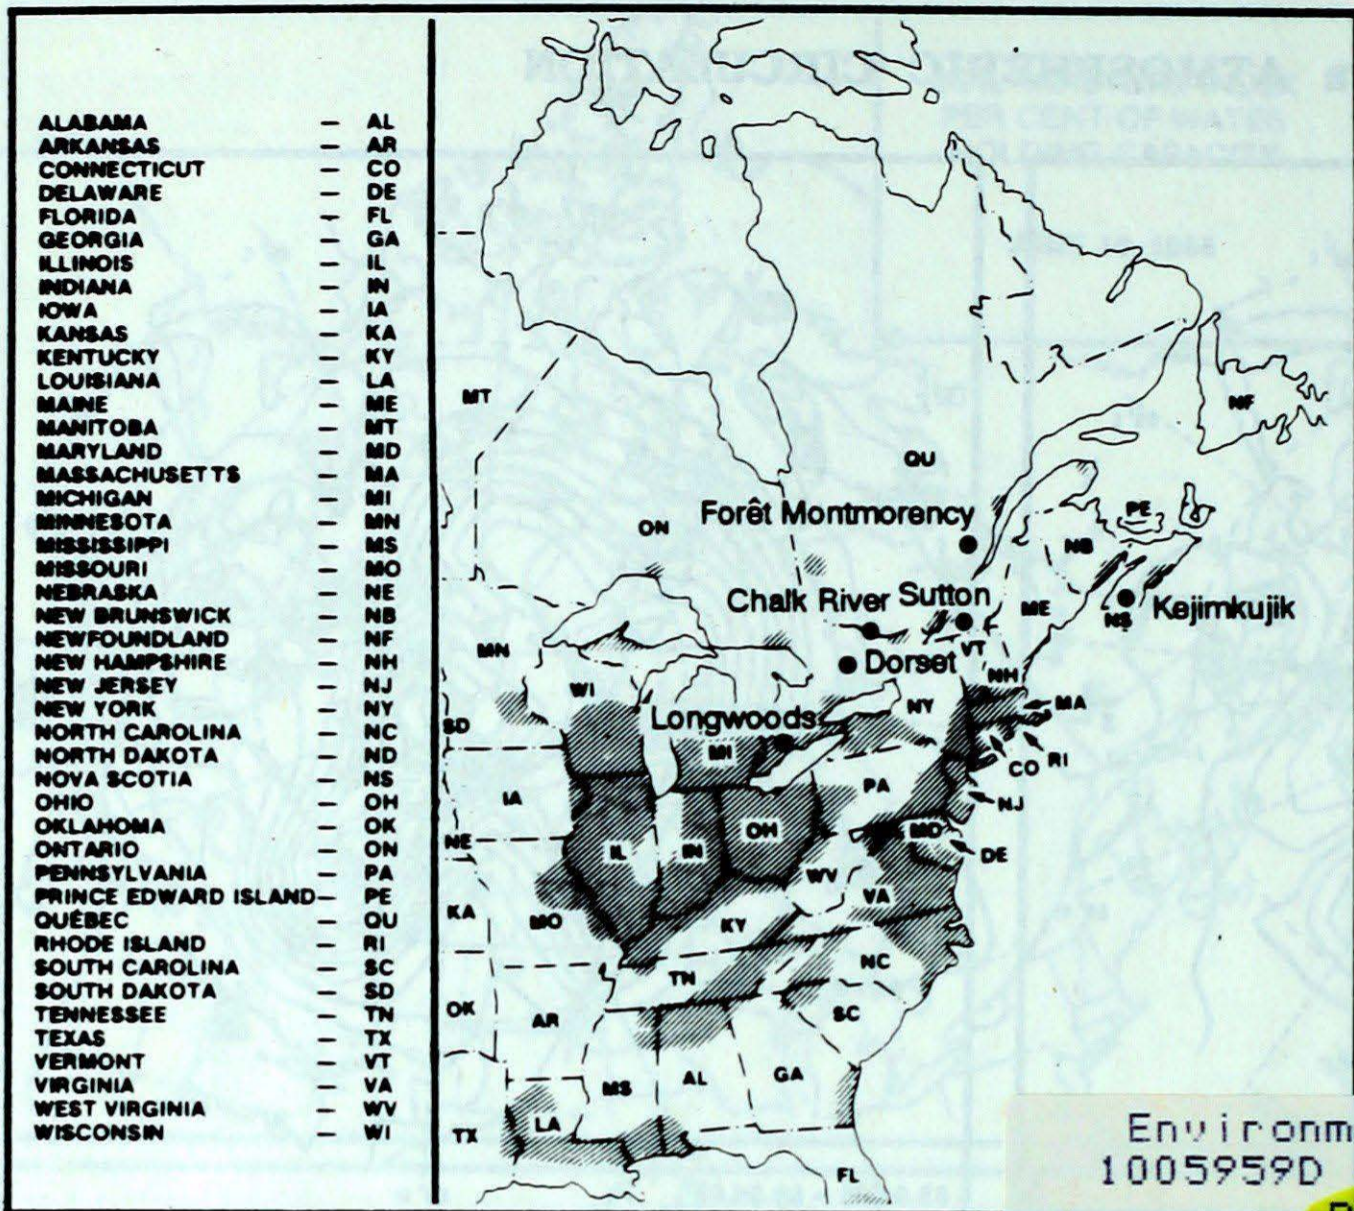 ALABAMA – AL
ARKANSAS – AR
CONNECTICUT – CO
DELAWARE – DE
FLORIDA – FL
GEORGIA – GA
ILLINOIS – IL
INDIANA – IN
IOWA – IA
KANSAS – KA
KENTUCKY – KY
LOUISIANA – LA
MAINE – ME
MANITOBA – MT
MARYLAND – MD
MASSACHUSETTS – MA
MICHIGAN – MI
MINNESOTA – MN
MISSISSIPPI – MS
MISSOURI – MO
NEBRASKA – NE
NEW BRUNSWICK – NB
NEWFOUNDLAND – NF
NEW HAMPSHIRE – NH
NEW JERSEY – NJ
NEW YORK – NY
NORTH CAROLINA – NC
NORTH DAKOTA – ND
NOVA SCOTIA – NS
OHIO – OH
OKLAHOMA – OK
ONTARIO – ON
PENNSYLVANIA – PA
PRINCE EDWARD ISLAND – PE
QUÉBEC – QU
RHODE ISLAND – RI
SOUTH CAROLINA – SC
SOUTH DAKOTA – SD
TENNESSEE – TN
TEXAS – TX
VERMONT – VT
VIRGINIA – VA
WEST VIRGINIA – WV
WISCONSIN – WI
MT
NF
QU
Forêt Montmorency
PE
ON
NB
Chalk River
Sutton
ME
NS
Kejimkujik
MN
Dorset
VT
NH
WI
NY
MA
SD
Longwoods
MI
CO
RI
IA
PA
NJ
NE
IL
IN
OH
MD
DE
WV
VA
KA
MO
KY
NC
TN
OK
AR
SC
MS
AL
GA
TX
LA
FL
Environm
1005959D
ATMOSPHERIC CIRCULATION